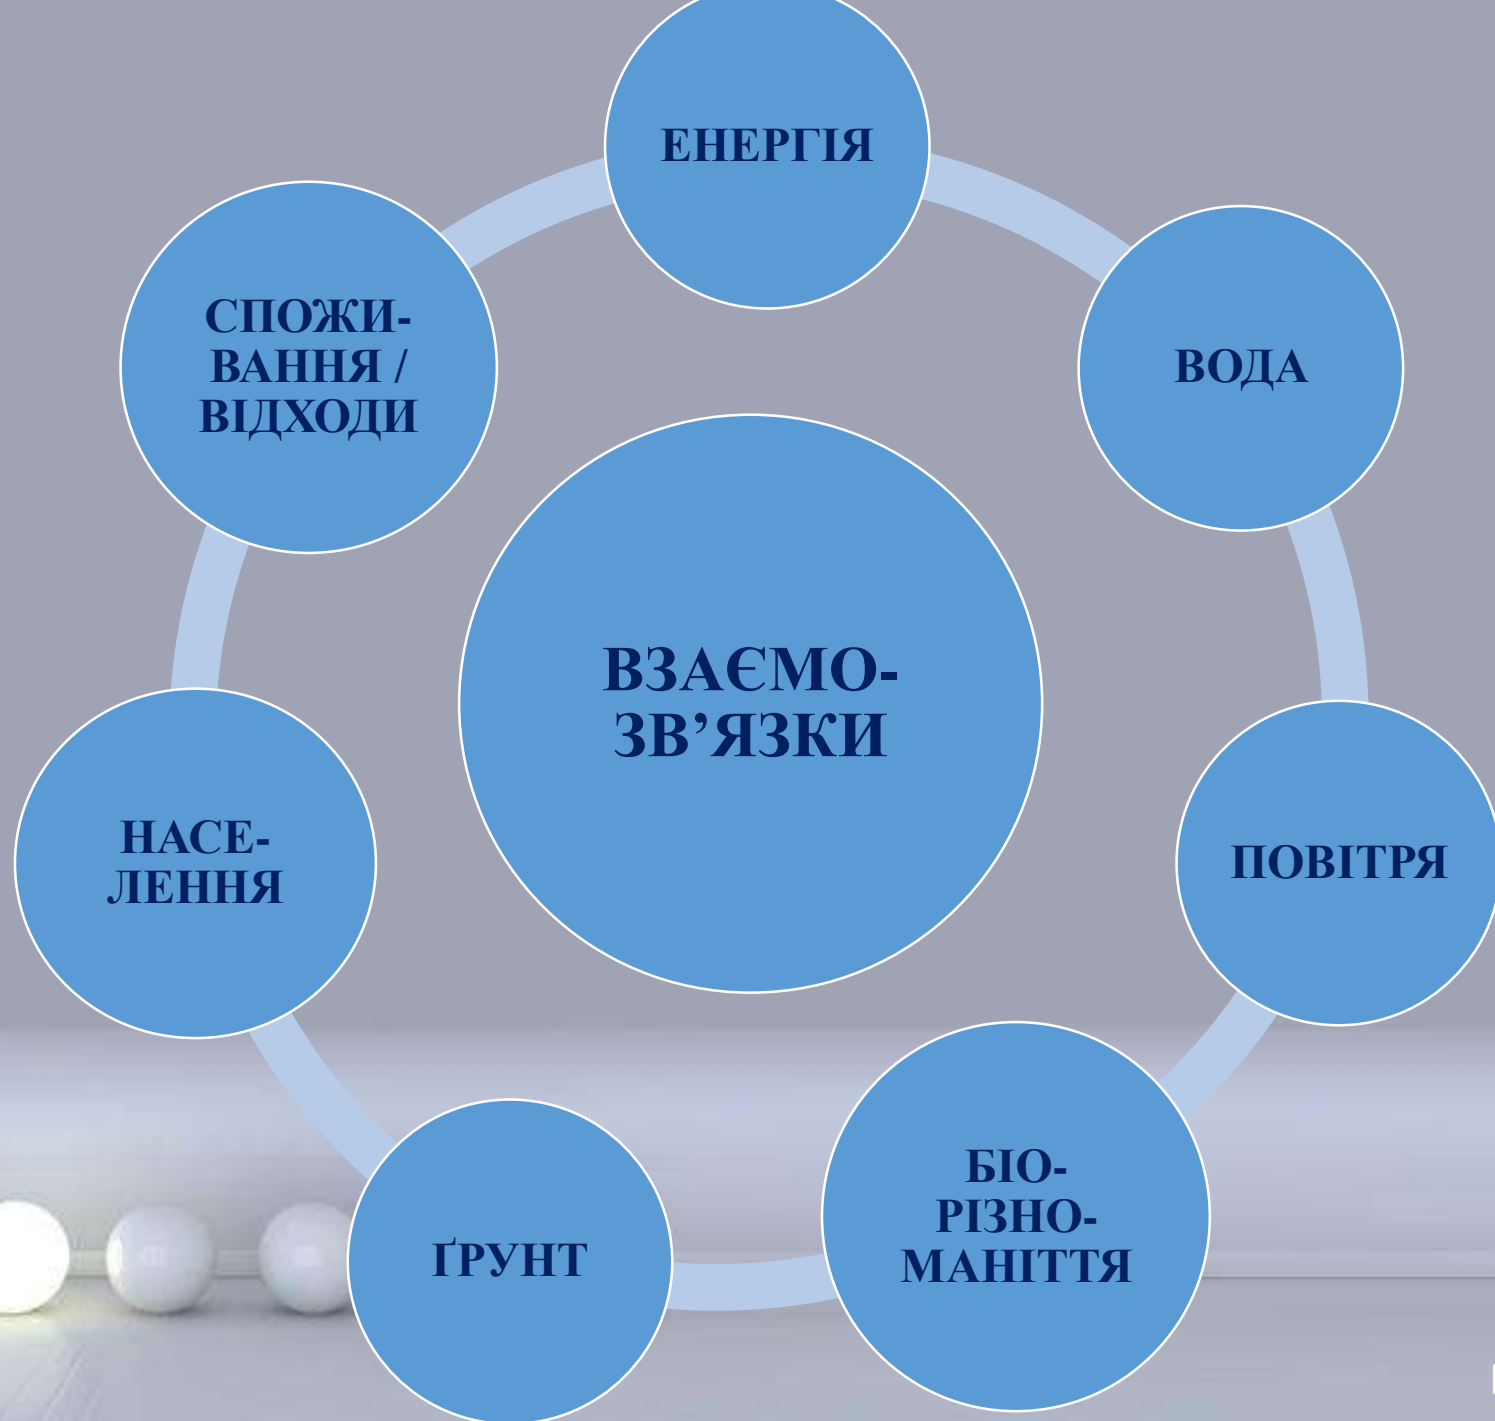 ЕНЕРГІЯ
ВОДА
ПОВІТРЯ
БІО-
РІЗНО-
МАНІТТЯ
ҐРУНТ
НАСЕ-
ЛЕННЯ
СПОЖИ-
ВАННЯ /
ВІДХОДИ
ВЗАЄМО-
ЗВ’ЯЗКИ